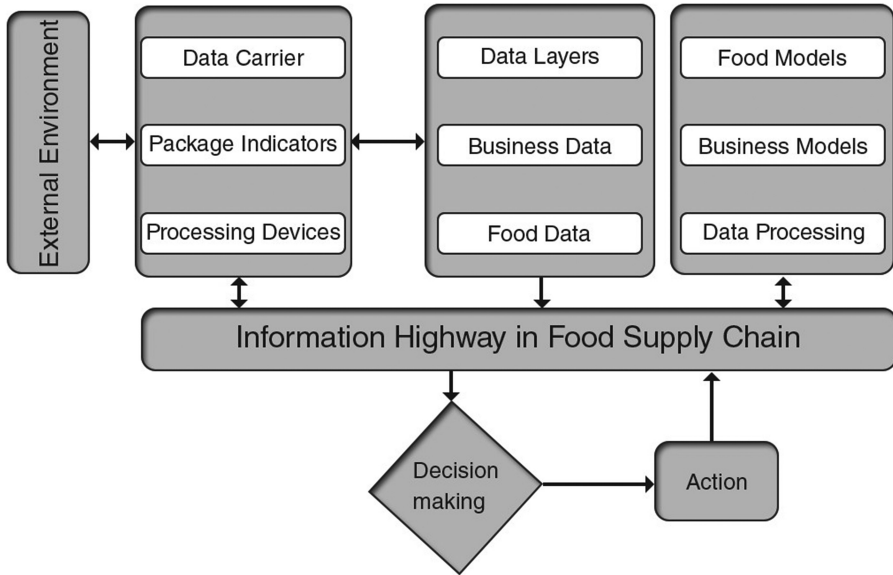 External Environment
Data Carrier
Package Indicators
Processing Devices
Data Layers
Business Data
Food Data
Food Models
Business Models
Data Processing
Information Highway in Food Supply Chain
Decision
making
Action